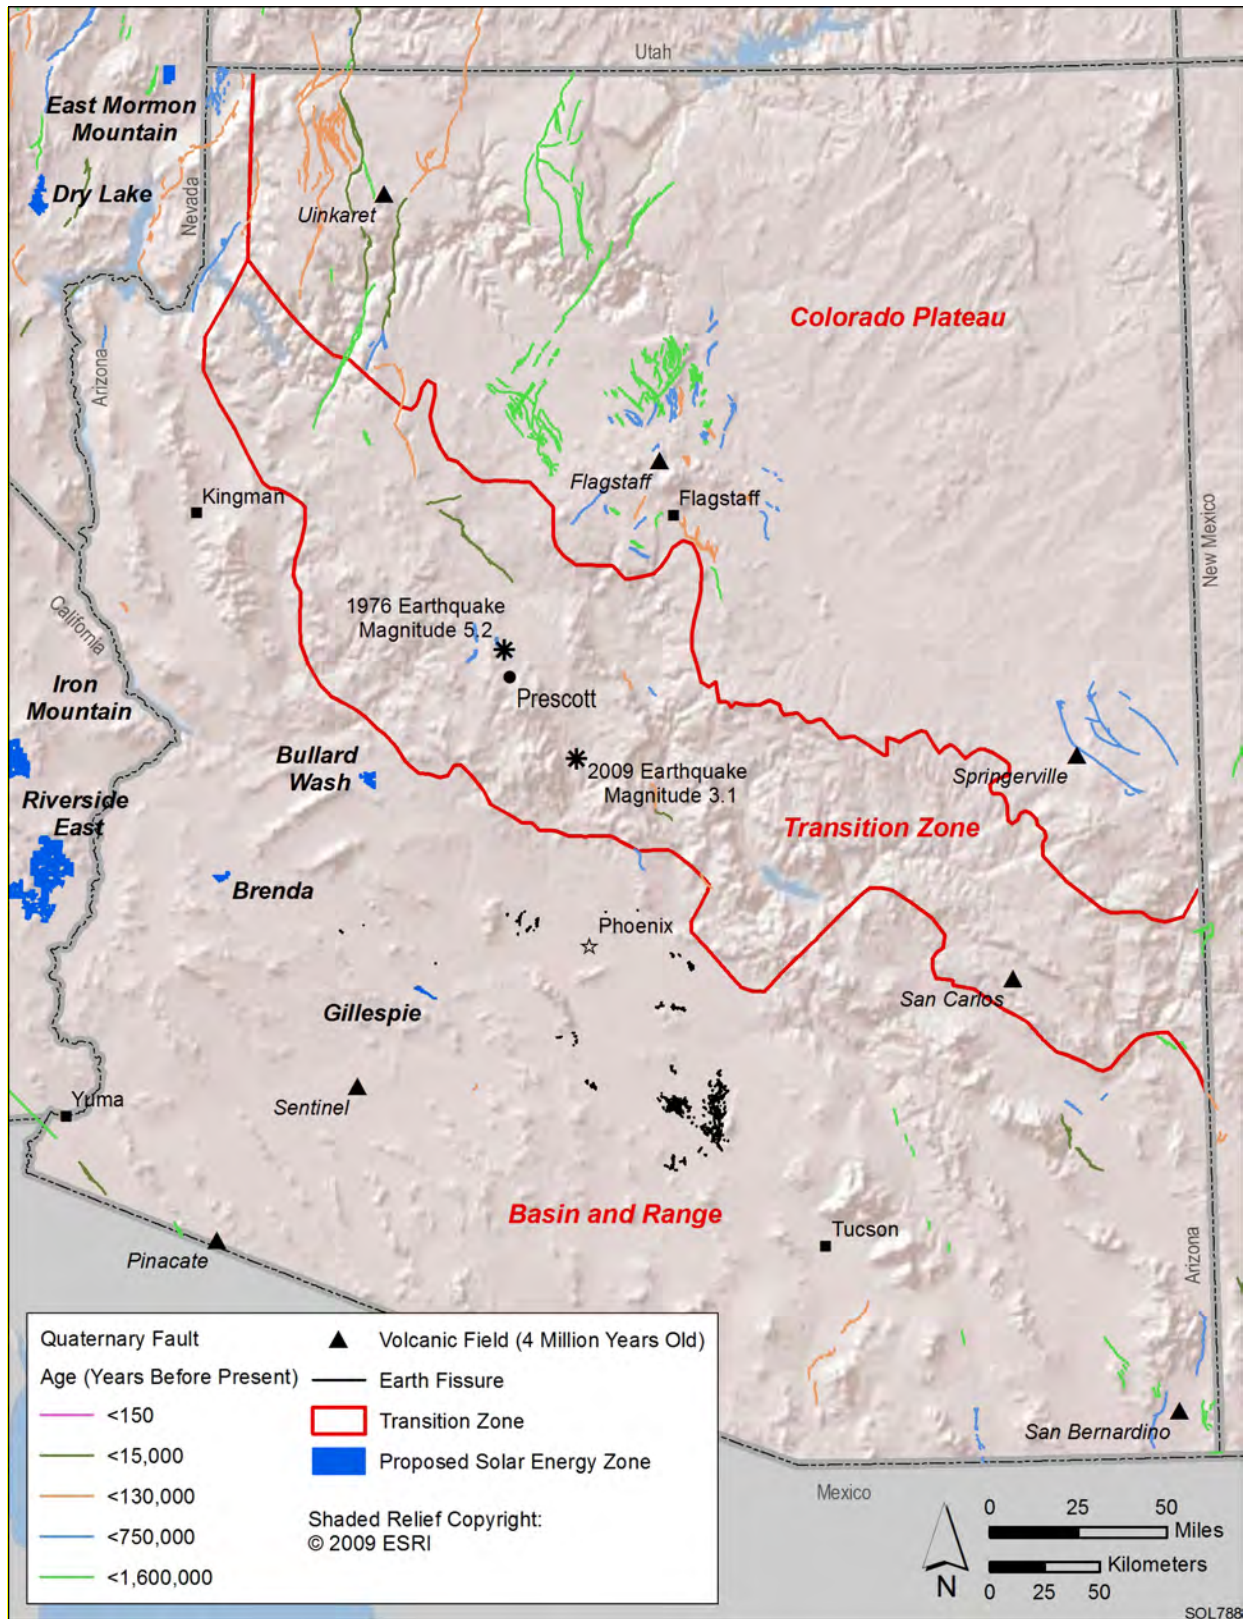 Utah
East Mormon
Mountain
Dry Lake
Nevada
Uinkaret
Colorado Plateau
Arizona
Flagstaff
Kingman
Flagstaff
New Mexico
California
1976 Earthquake
Magnitude 5.2
Prescott
Iron
Mountain
Bullard
Wash
2009 Earthquake
Magnitude 3.1
Springerville
Riverside
East
Transition Zone
Brenda
Phoenix
San Carlos
Gillespie
Yuma
Sentinel
Basin and Range
Tucson
Arizona
Pinacate
San Bernardino
Mexico
Quaternary Fault
Age (Years Before Present)
<150
<15,000
<130,000
<750,000
<1,600,000
Volcanic Field (4 Million Years Old)
Earth Fissure
Transition Zone
Proposed Solar Energy Zone
Shaded Relief Copyright:
© 2009 ESRI
N
0 25 50
Miles
Kilometers
0 25 50
SOL788